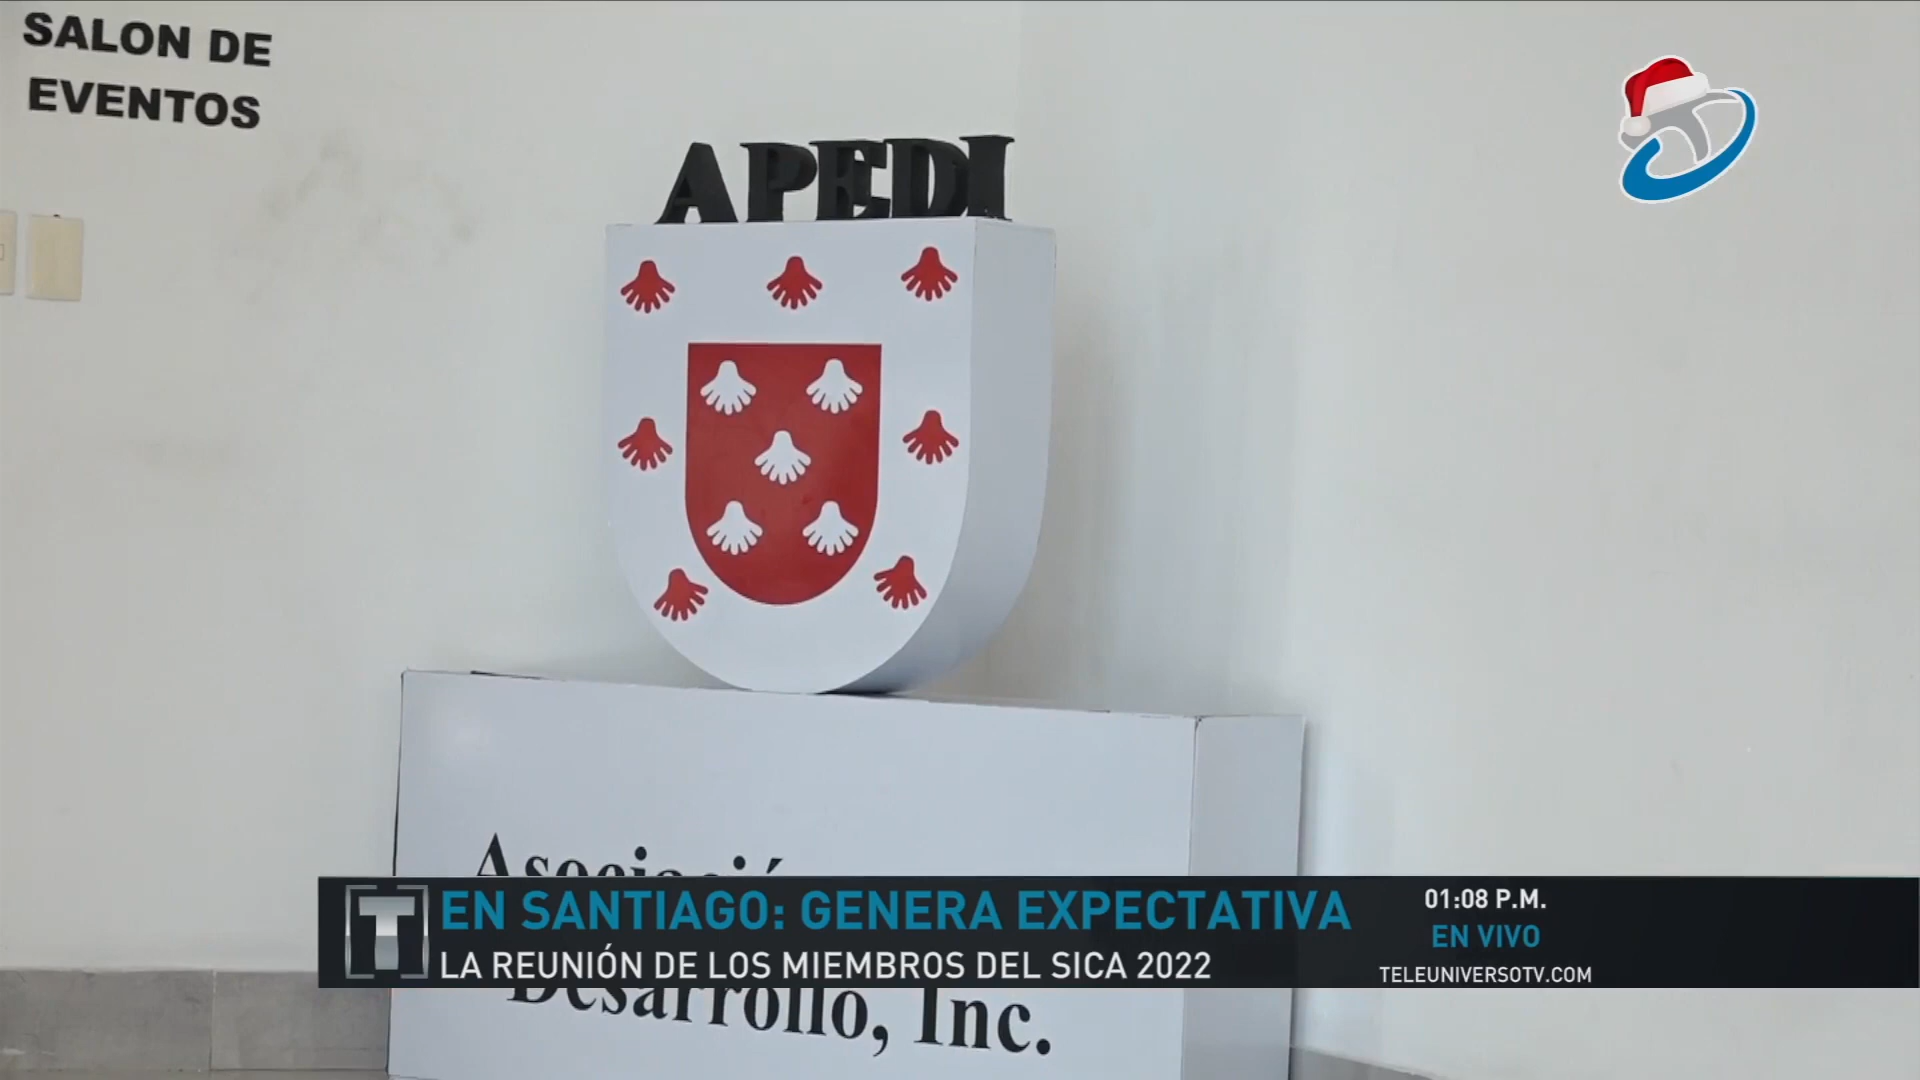 SALON DE
EVENTOS
APEDI
Asociación
EN SANTIAGO: GENERA EXPECTATIVA
LA REUNIÓN DE LOS MIEMBROS DEL SICA 2022
01:08 P.M.
EN VIVO
TELEUNIVERSOTV.COM
Desarrollo, Inc.